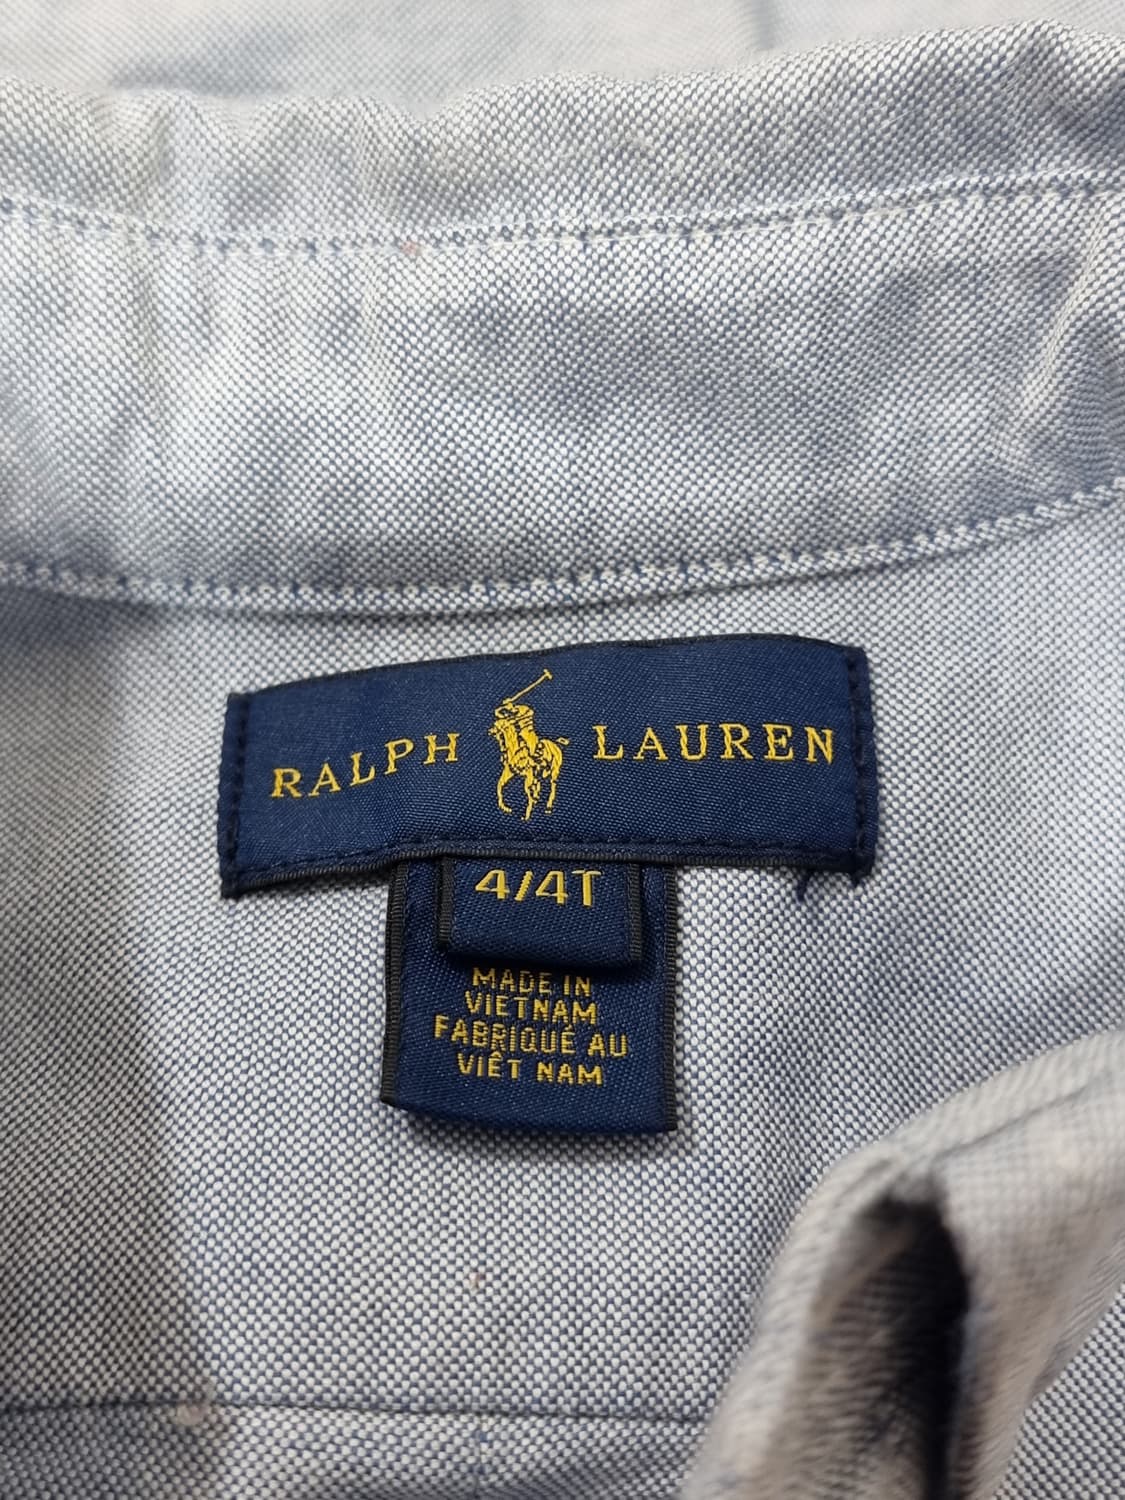 RALPH LAUREN
4/4T
MADE IN
VIETNAM
FABRIQUÉ AU
VIÊT NAM